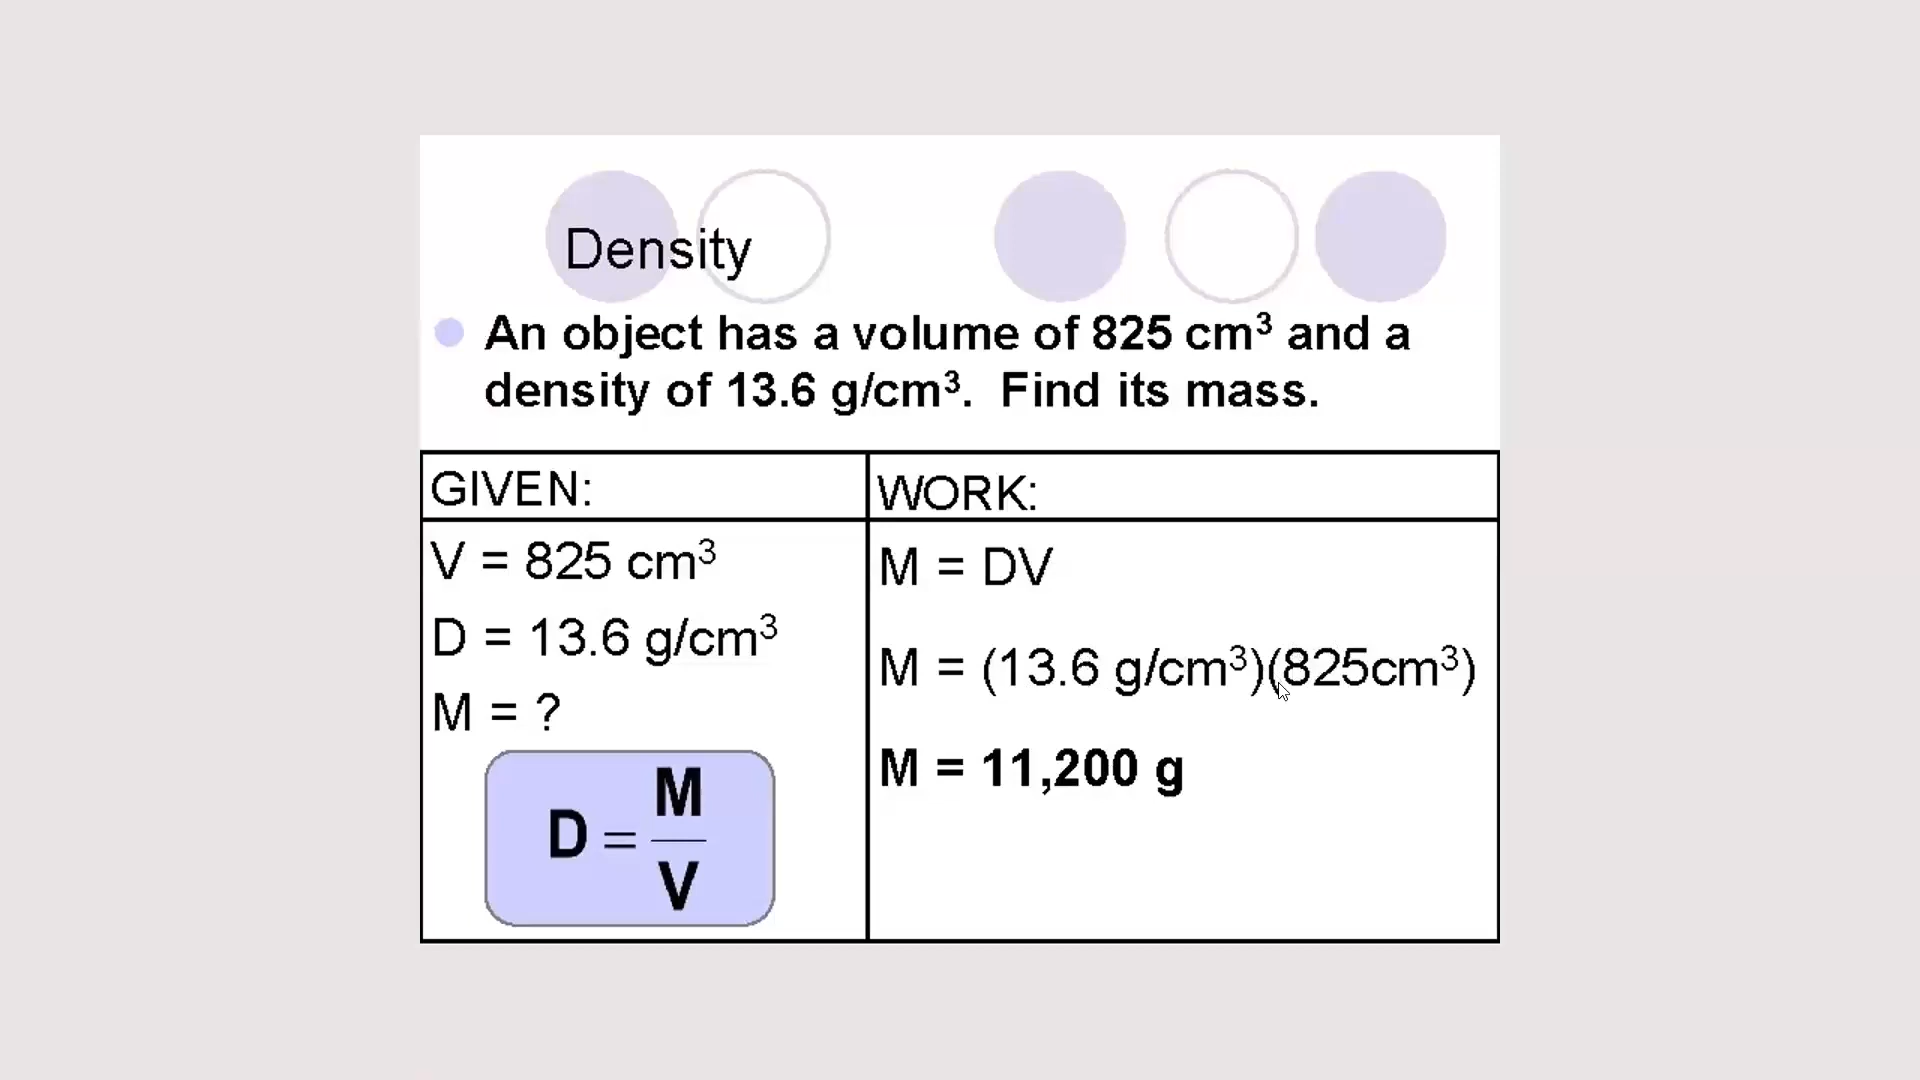 Density
An object has a volume of 825 cm³ and a
density of 13.6 g/cm³. Find its mass.
GIVEN:
V = 825 cm³
D = 13.6 g/cm³
M = ?
D = M
V
WORK:
M = DV
M = (13.6 g/cm³)(825cm³)
M = 11,200 g